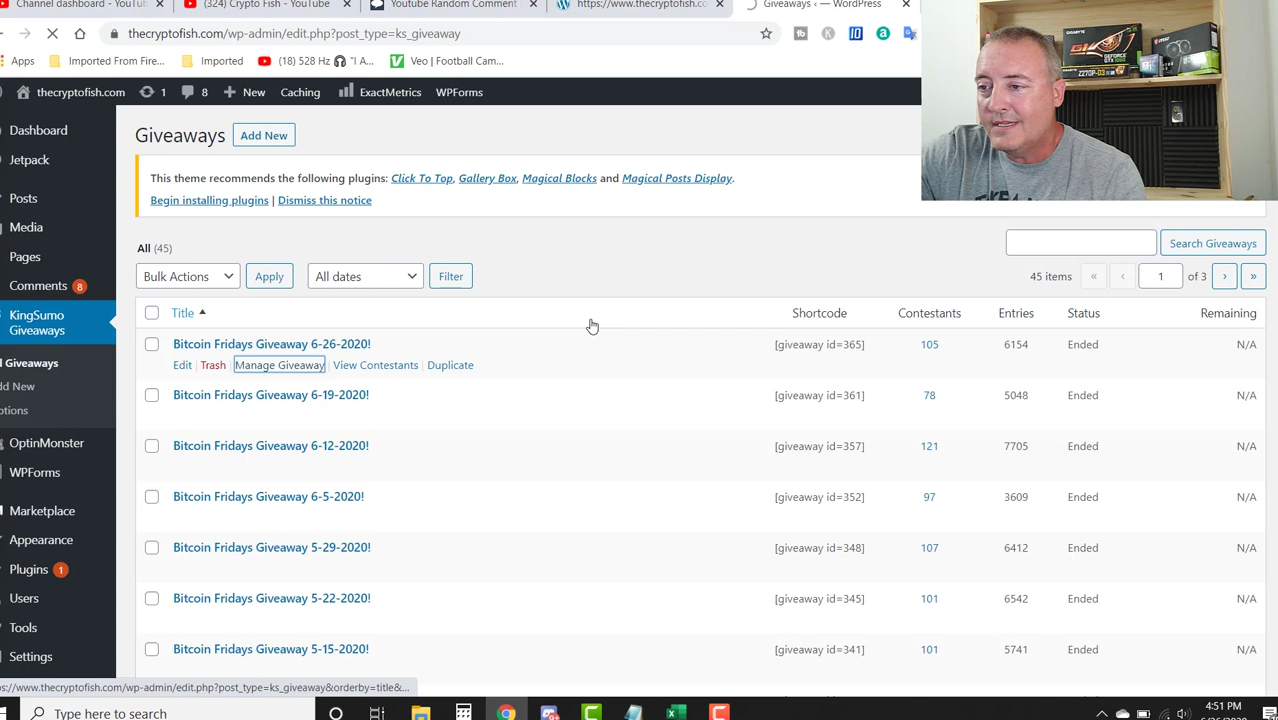 Channel dashboard - YouTu
(324) Crypto Fish - YouTube
Youtube Random Comment
https://www.thecryptofish.co
Giveaways ‹ — WordPress
thecryptofish.com/wp-admin/edit.php?post_type=ks_giveaway
Apps
Imported From Fire...
Imported
(18) 528 Hz
"I A...
Veo | Football Cam...
thecryptofish.com
1
8
New
Caching
ExactMetrics
WPForms
Dashboard
Jetpack
Posts
Media
Pages
Comments 8
KingSumo
Giveaways
l Giveaways
dd New
ptions
OptinMonster
WPForms
Marketplace
Appearance
Plugins 1
Users
Tools
Settings
Giveaways
Add New
This theme recommends the following plugins: Click To Top, Gallery Box, Magical Blocks and Magical Posts Display.
Begin installing plugins | Dismiss this notice
All (45)
Search Giveaways
Bulk Actions
Apply
All dates
Filter
45 items « ‹ 1 of 3 › »
Title Shortcode Contestants Entries Status Remaining
Bitcoin Fridays Giveaway 6-26-2020! [giveaway id=365] 105 6154 Ended N/A
Edit | Trash | Manage Giveaway | View Contestants | Duplicate
Bitcoin Fridays Giveaway 6-19-2020! [giveaway id=361] 78 5048 Ended N/A
Bitcoin Fridays Giveaway 6-12-2020! [giveaway id=357] 121 7705 Ended N/A
Bitcoin Fridays Giveaway 6-5-2020! [giveaway id=352] 97 3609 Ended N/A
Bitcoin Fridays Giveaway 5-29-2020! [giveaway id=348] 107 6412 Ended N/A
Bitcoin Fridays Giveaway 5-22-2020! [giveaway id=345] 101 6542 Ended N/A
Bitcoin Fridays Giveaway 5-15-2020! [giveaway id=341] 101 5741 Ended N/A
s://www.thecryptofish.com/wp-admin/edit.php?post_type=ks_giveaway&orderby=title&...
Type here to search
4:51 PM
GIGABYTE
GEFORCE
Z270P-D3